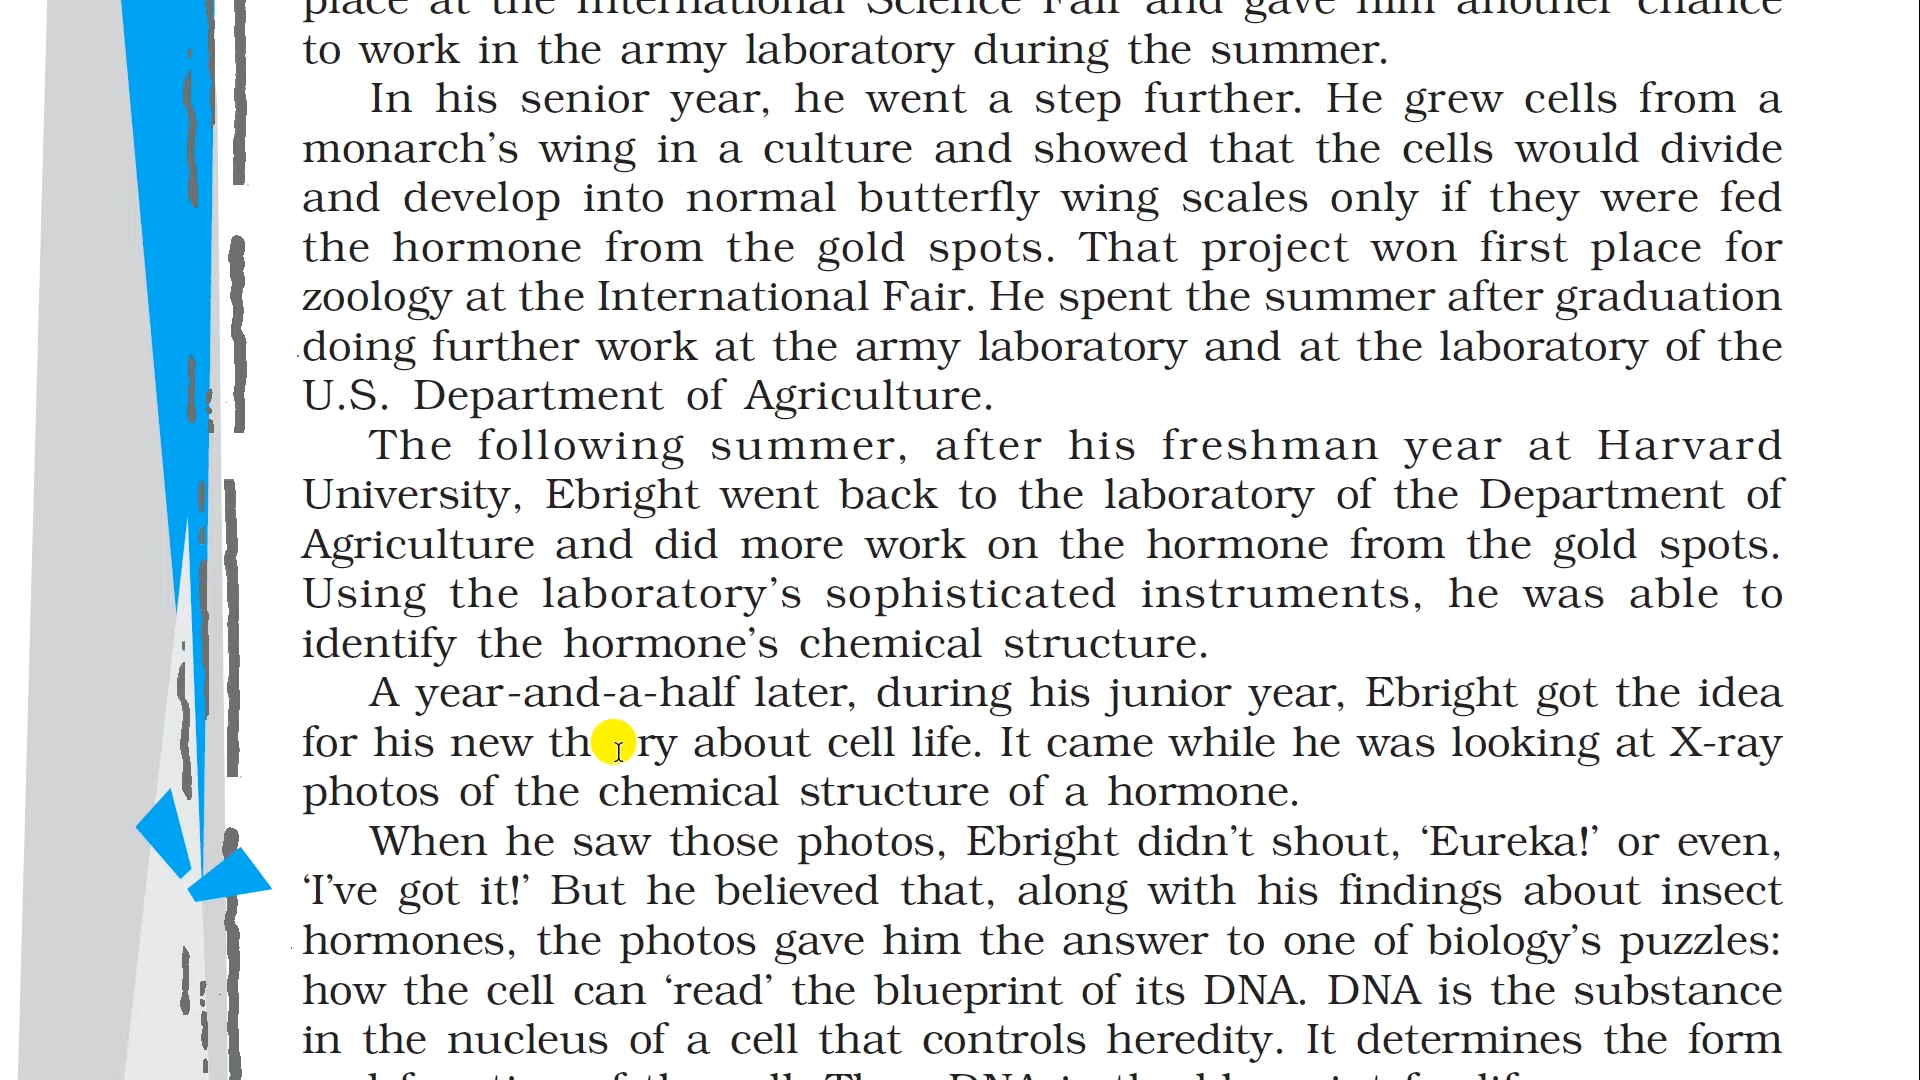 place at the International Science Fair and gave him another chance
to work in the army laboratory during the summer.
In his senior year, he went a step further. He grew cells from a
monarch’s wing in a culture and showed that the cells would divide
and develop into normal butterfly wing scales only if they were fed
the hormone from the gold spots. That project won first place for
zoology at the International Fair. He spent the summer after graduation
doing further work at the army laboratory and at the laboratory of the
U.S. Department of Agriculture.
The following summer, after his freshman year at Harvard
University, Ebright went back to the laboratory of the Department of
Agriculture and did more work on the hormone from the gold spots.
Using the laboratory’s sophisticated instruments, he was able to
identify the hormone’s chemical structure.
A year-and-a-half later, during his junior year, Ebright got the idea
for his new theory about cell life. It came while he was looking at X-ray
photos of the chemical structure of a hormone.
When he saw those photos, Ebright didn’t shout, ‘Eureka!’ or even,
‘I’ve got it!’ But he believed that, along with his findings about insect
hormones, the photos gave him the answer to one of biology’s puzzles:
how the cell can ‘read’ the blueprint of its DNA. DNA is the substance
in the nucleus of a cell that controls heredity. It determines the form